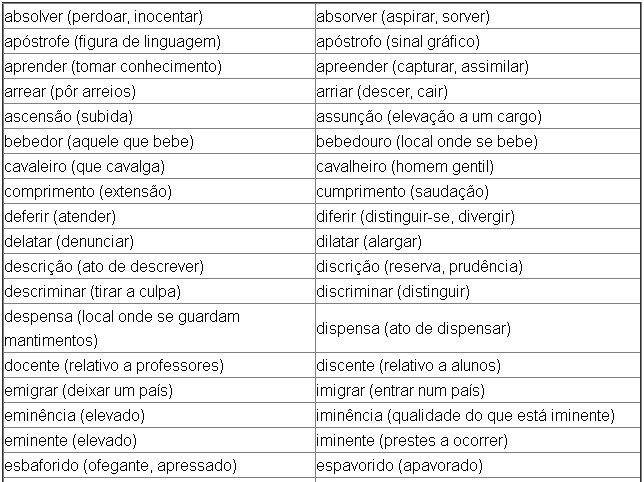 absolver (perdoar, inocentar) absorver (aspirar, sorver)
apóstrofe (figura de linguagem) apóstrofo (sinal gráfico)
aprender (tomar conhecimento) apreender (capturar, assimilar)
arrear (pôr arreios) arriar (descer, cair)
ascensão (subida) assunção (elevação a um cargo)
bebedor (aquele que bebe) bebedouro (local onde se bebe)
cavaleiro (que cavalga) cavalheiro (homem gentil)
comprimento (extensão) cumprimento (saudação)
deferir (atender) diferir (distinguir-se, divergir)
delatar (denunciar) dilatar (alargar)
descrição (ato de descrever) discrição (reserva, prudência)
descriminar (tirar a culpa) discriminar (distinguir)
despensa (local onde se guardam
mantimentos) dispensa (ato de dispensar)
docente (relativo a professores) discente (relativo a alunos)
emigrar (deixar um país) imigrar (entrar num país)
eminência (elevado) iminência (qualidade do que está iminente)
eminente (elevado) iminente (prestes a ocorrer)
esbaforido (ofegante, apressado) espavorido (apavorado)